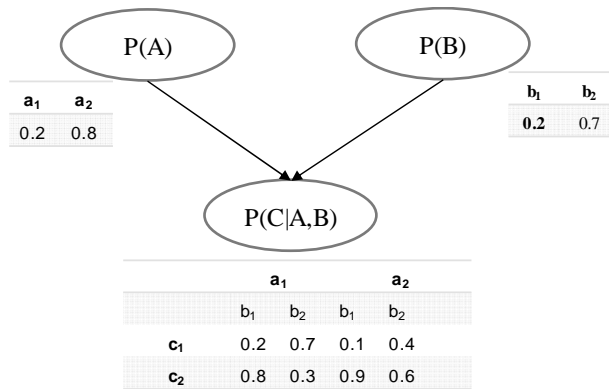 P(A) P(B)
a₁ a₂ b₁ b₂
0.2 0.8 0.2 0.7
P(C|A,B)
a₁ a₂
b₁ b₂ b₁ b₂
c₁ 0.2 0.7 0.1 0.4
c₂ 0.8 0.3 0.9 0.6